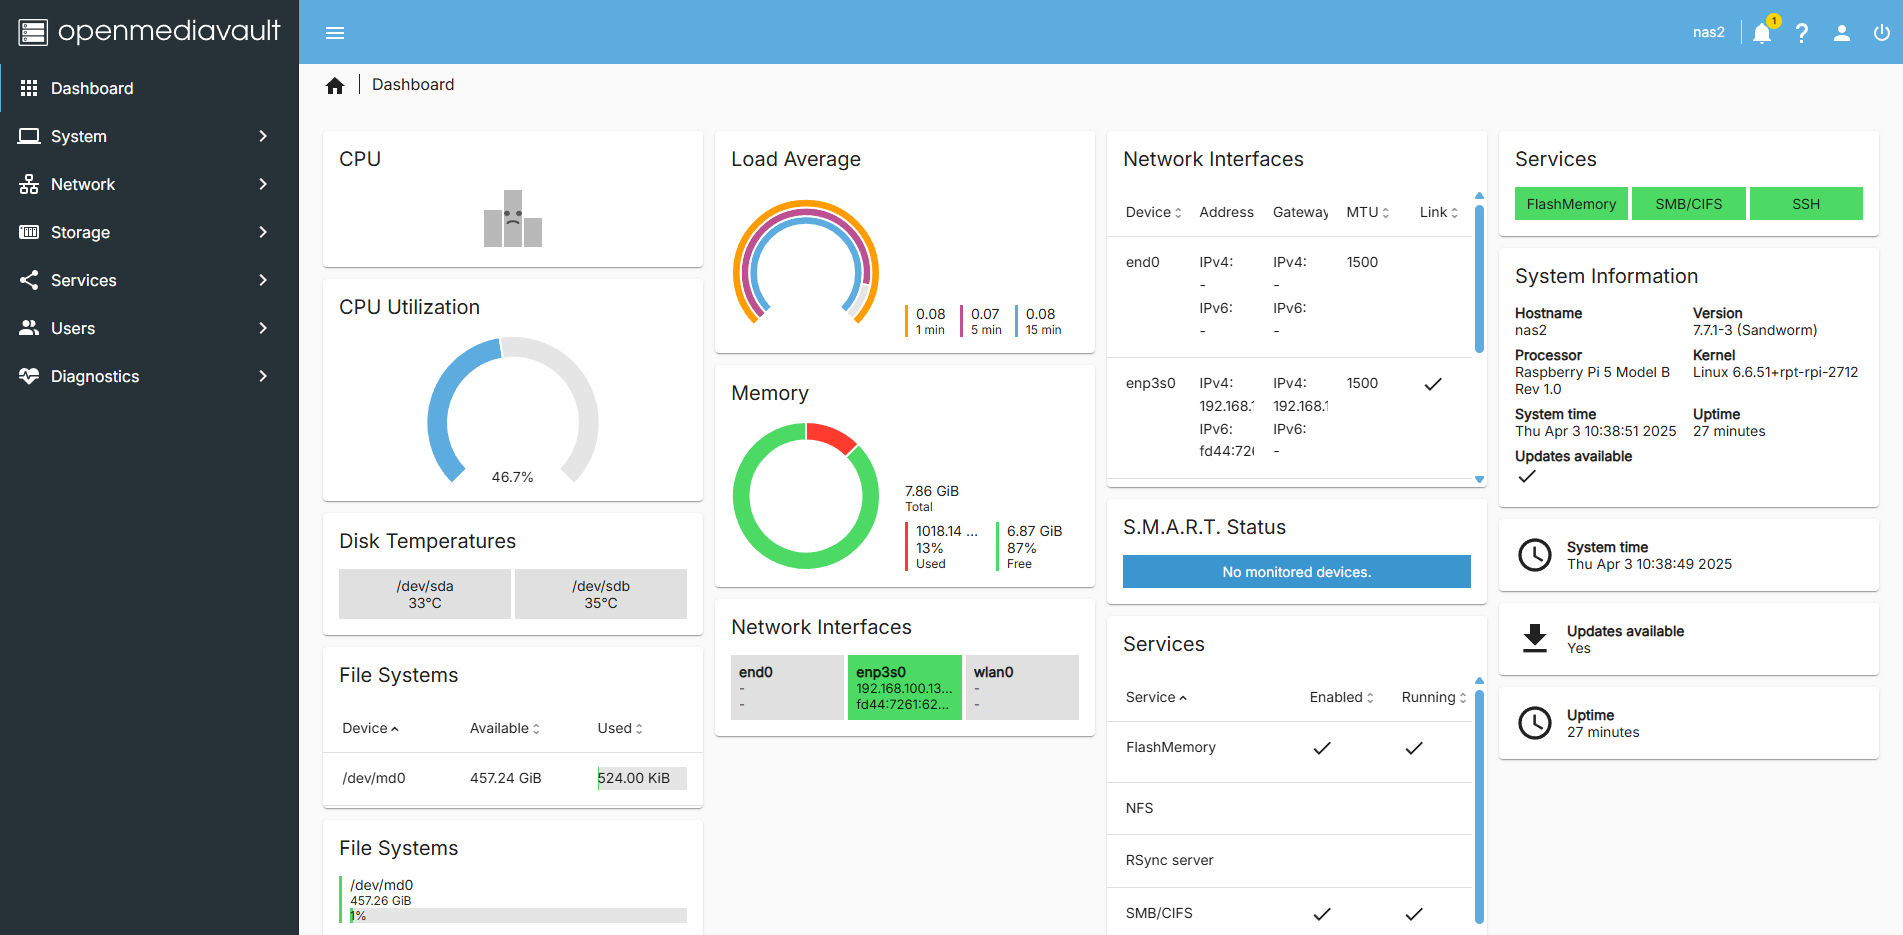 openmediavault
Dashboard
System
Network
Storage
Services
Users
Diagnostics
nas2
1
Dashboard
CPU
CPU Utilization
46.7%
Disk Temperatures
/dev/sda
33°C
/dev/sdb
35°C
File Systems
Device Available Used
/dev/md0 457.24 GiB 524.00 KiB
File Systems
/dev/md0
457.26 GiB
1%
Load Average
0.08 0.07 0.08
1 min 5 min 15 min
Memory
7.86 GiB
Total
1018.14 ... 6.87 GiB
13% 87%
Used Free
Network Interfaces
end0
-
-
enp3s0
192.168.100.13...
fd44:7261:62...
wlan0
-
-
Network Interfaces
Device Address Gateway MTU Link
end0 IPv4: IPv4: 1500
- -
IPv6: IPv6:
- -
enp3s0 IPv4: IPv4: 1500
192.168.1 192.168.1
IPv6: IPv6:
fd44:726 -
S.M.A.R.T. Status
No monitored devices.
Services
Service Enabled Running
FlashMemory
NFS
RSync server
SMB/CIFS
Services
FlashMemory SMB/CIFS SSH
System Information
Hostname Version
nas2 7.7.1-3 (Sandworm)
Processor Kernel
Raspberry Pi 5 Model B Linux 6.6.51+rpt-rpi-2712
Rev 1.0
System time Uptime
Thu Apr 3 10:38:51 2025 27 minutes
Updates available
System time
Thu Apr 3 10:38:49 2025
Updates available
Yes
Uptime
27 minutes